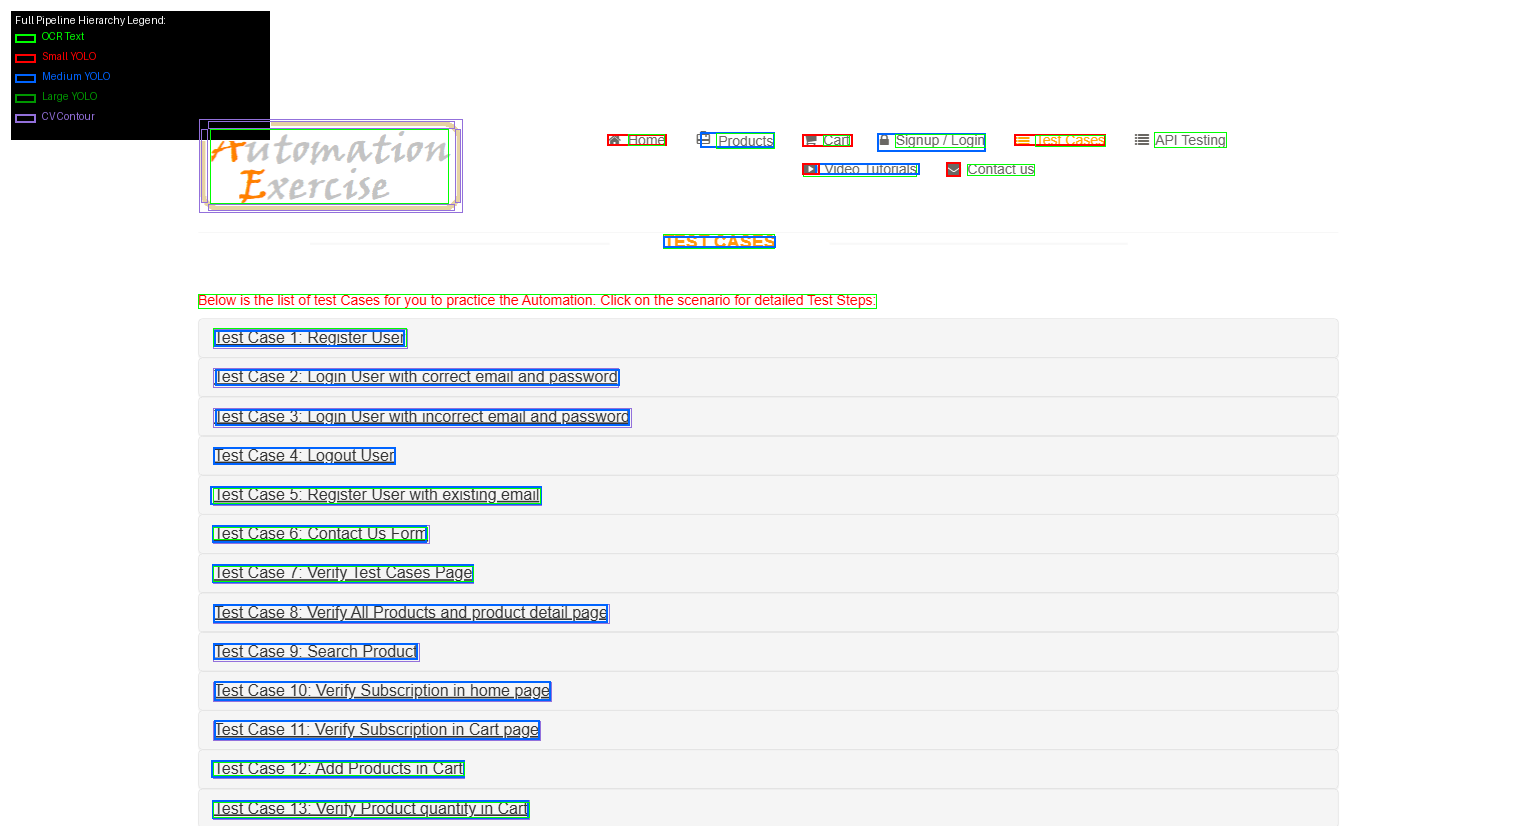 Full Pipeline Hierarchy Legend:
OCR Text
Small YOLO
Medium YOLO
Large YOLO
CV Contour
Automation
Exercise
Home Products Cart Signup / Login Test Cases API Testing
Video Tutorials Contact us
TEST CASES
Below is the list of test Cases for you to practice the Automation. Click on the scenario for detailed Test Steps:
Test Case 1: Register User
Test Case 2: Login User with correct email and password
Test Case 3: Login User with incorrect email and password
Test Case 4: Logout User
Test Case 5: Register User with existing email
Test Case 6: Contact Us Form
Test Case 7: Verify Test Cases Page
Test Case 8: Verify All Products and product detail page
Test Case 9: Search Product
Test Case 10: Verify Subscription in home page
Test Case 11: Verify Subscription in Cart page
Test Case 12: Add Products in Cart
Test Case 13: Verify Product quantity in Cart